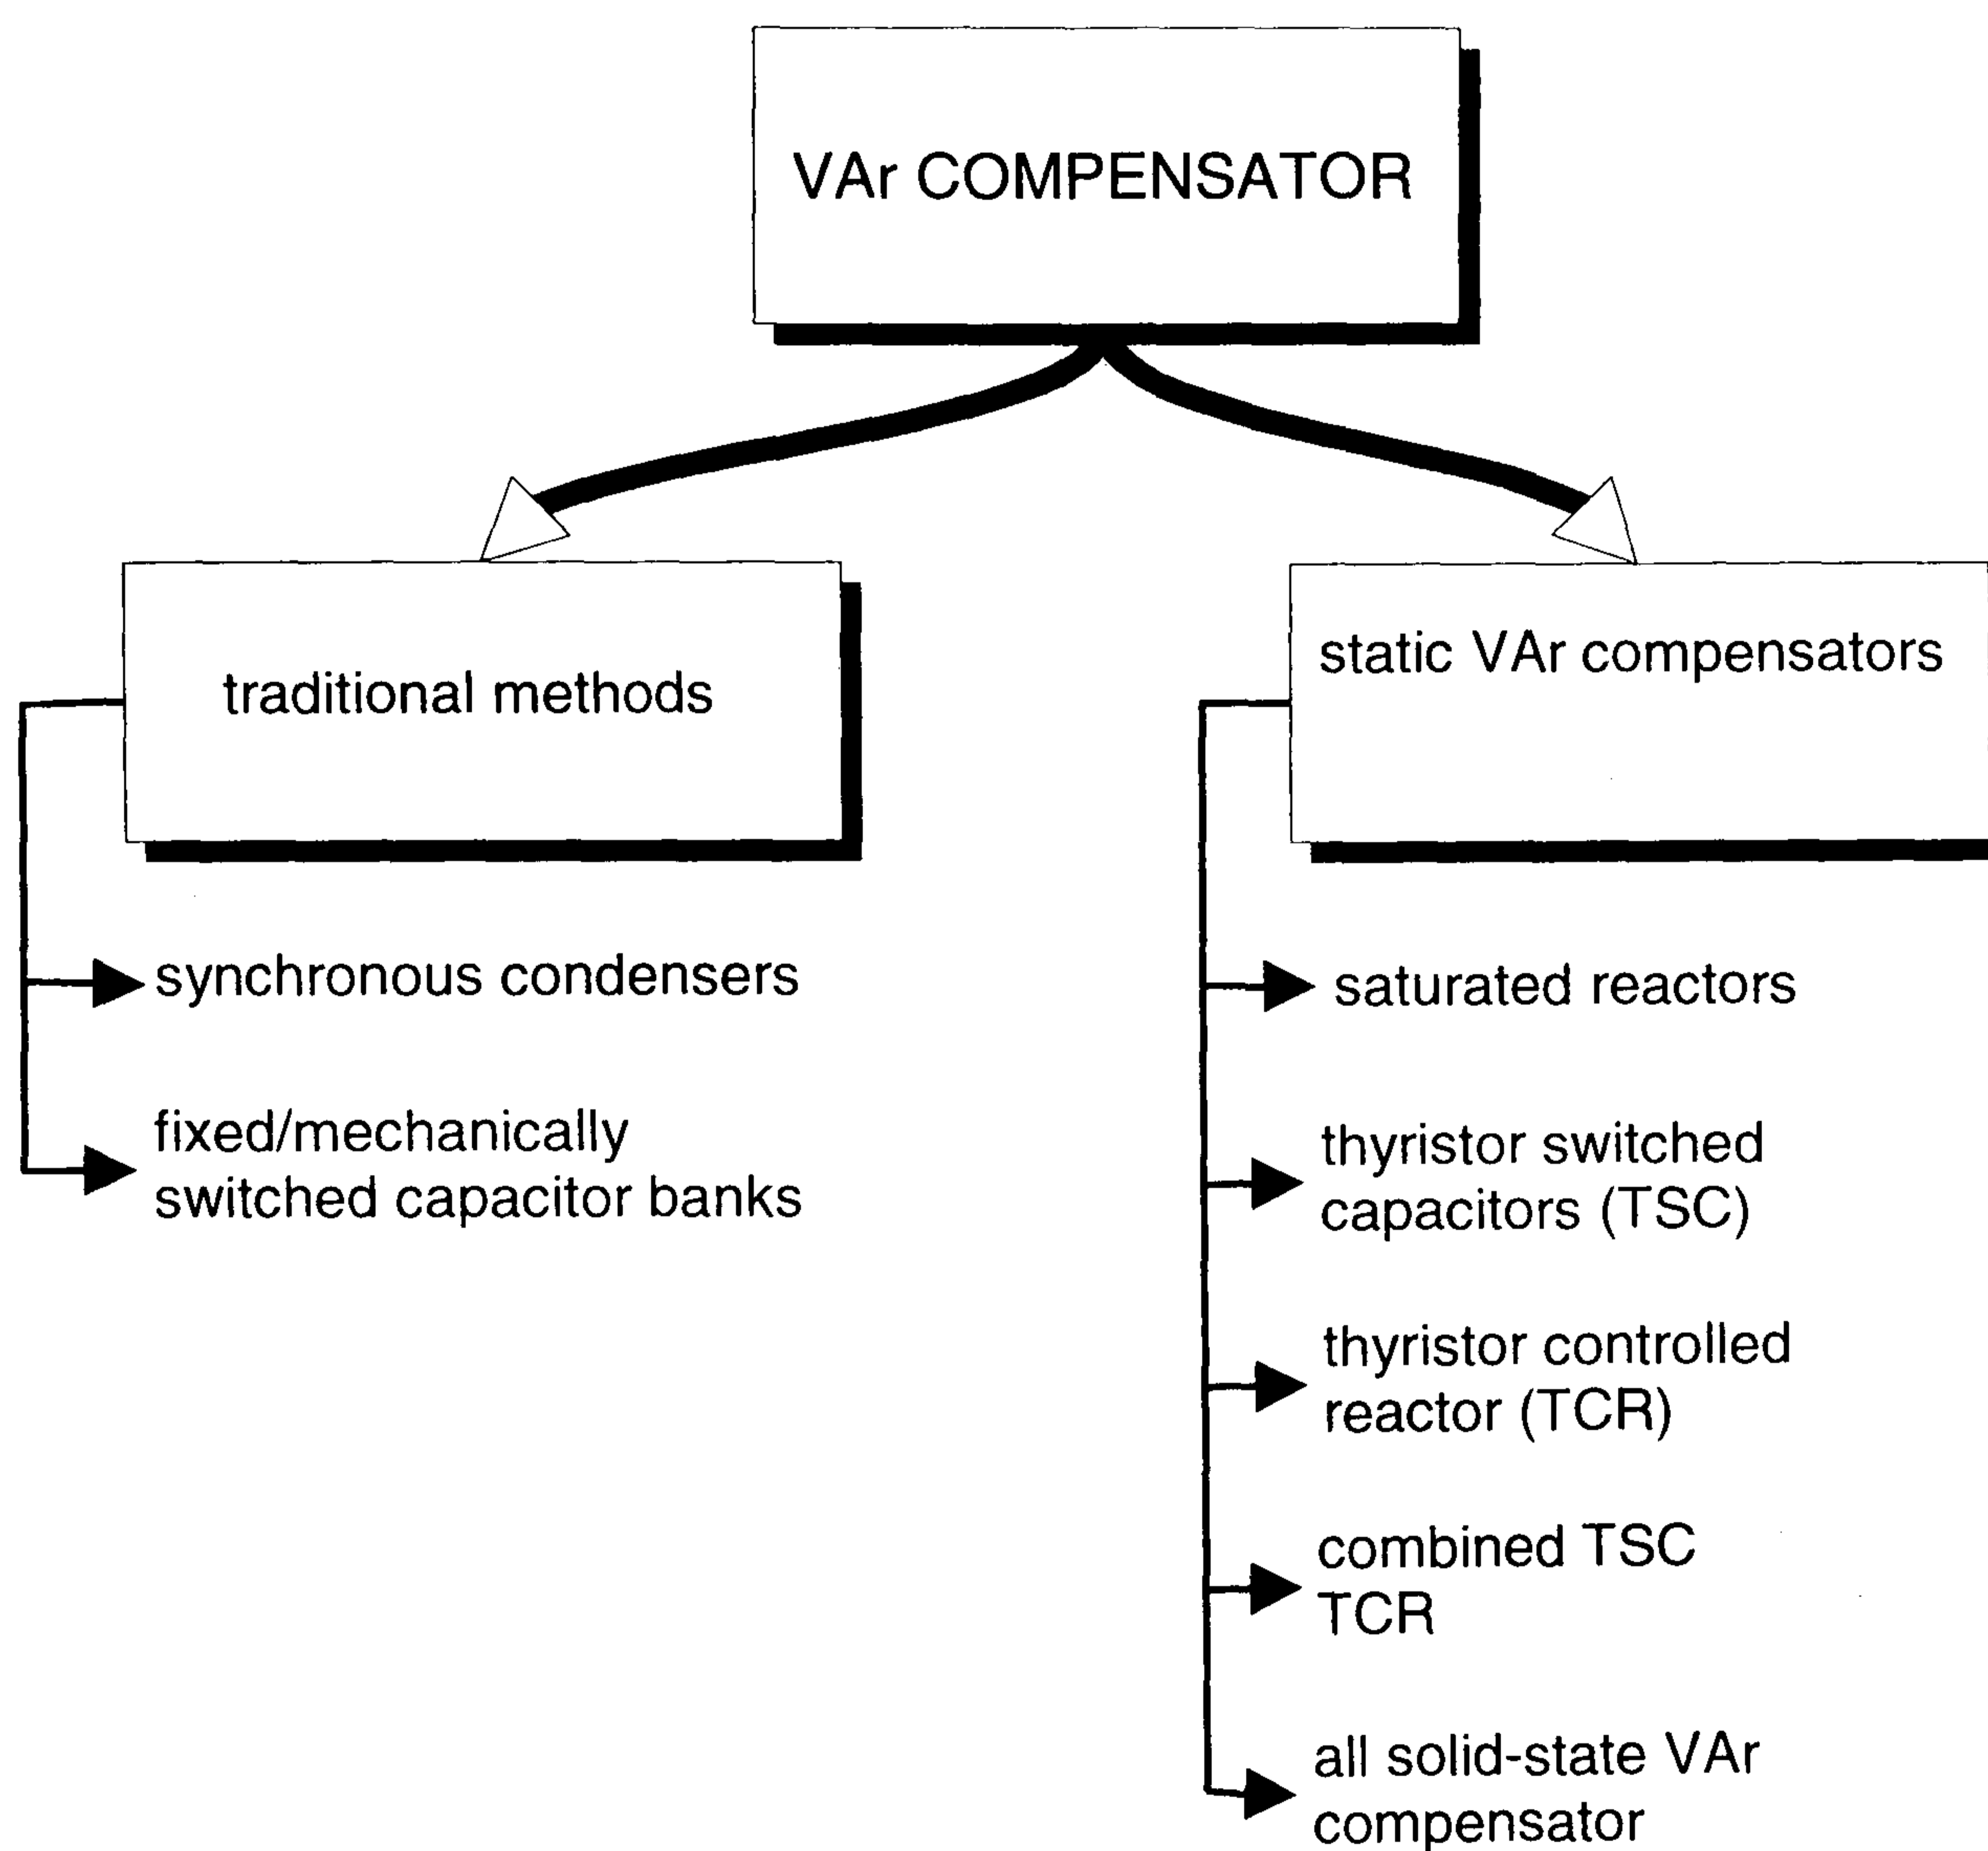 VAr COMPENSATOR
traditional methods
synchronous condensers
fixed/mechanically
switched capacitor banks
static VAr compensators
saturated reactors
thyristor switched
capacitors (TSC)
thyristor controlled
reactor (TCR)
combined TSC
TCR
all solid-state VAr
compensator